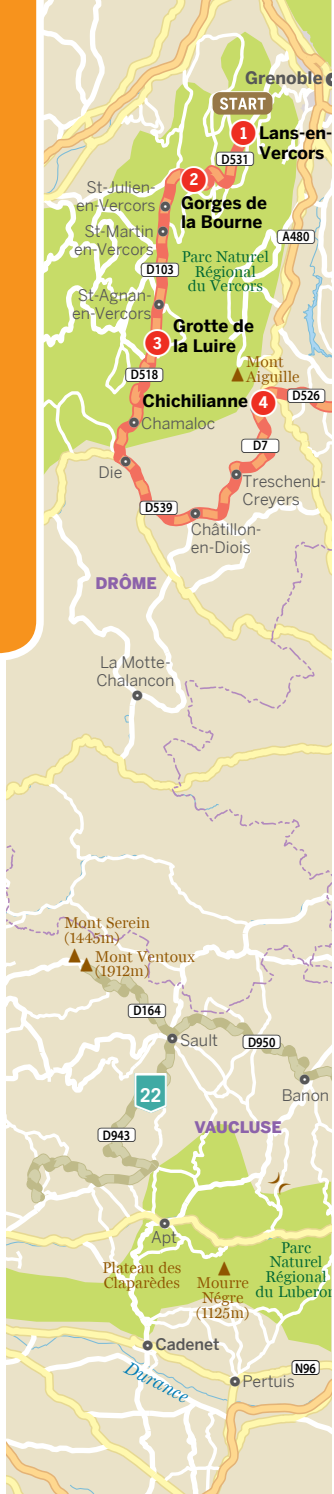 Grenoble
START
1
Lans-en-
Vercors
D531
2
St-Julien-
en-Vercors
Gorges de
la Bourne
St-Martin
en-Vercors
A480
Parc Naturel
Régional
du Vercors
D103
St-Agnan-
en-Vercors
Grotte de
la Luire
3
Mont
Aiguille
D518
Chichilianne
4
D526
Chamaloc
D7
Die
Treschenu-
Creyers
D539
Châtillon-
en-Diois
DRÔME
La Motte-
Chalancon
Mont Serein
(1445m)
Mont Ventoux
(1912m)
D164
Sault
D950
22
Banon
D943
VAUCLUSE
Apt
Plateau des
Claparèdes
Mourre
Nègre
(1125m)
Parc
Naturel
Régional
du Luberon
Cadenet
Durance
N96
Pertuis